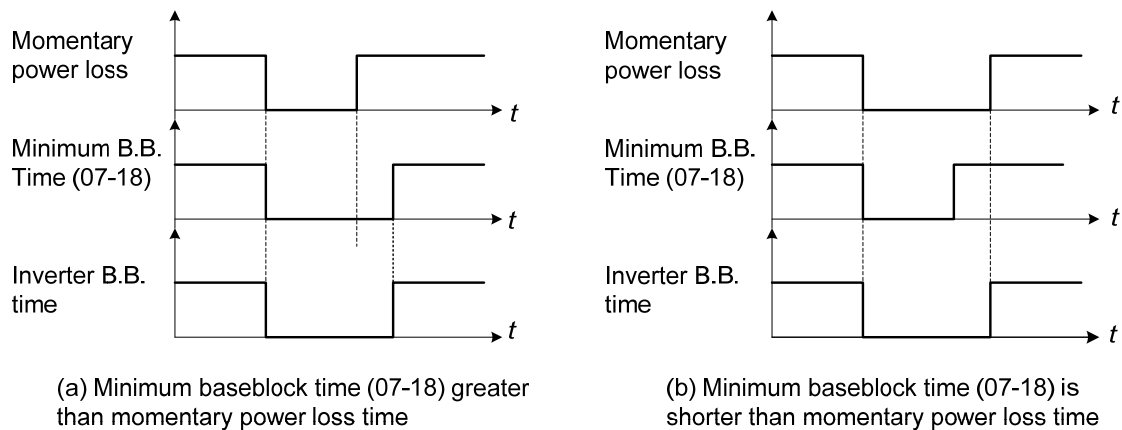 Momentary
power loss
t
Minimum B.B.
Time (07-18)
t
Inverter B.B.
time
t
(a) Minimum baseblock time (07-18) greater
than momentary power loss time
Momentary
power loss
t
Minimum B.B.
Time (07-18)
t
Inverter B.B.
time
t
(b) Minimum baseblock time (07-18) is
shorter than momentary power loss time